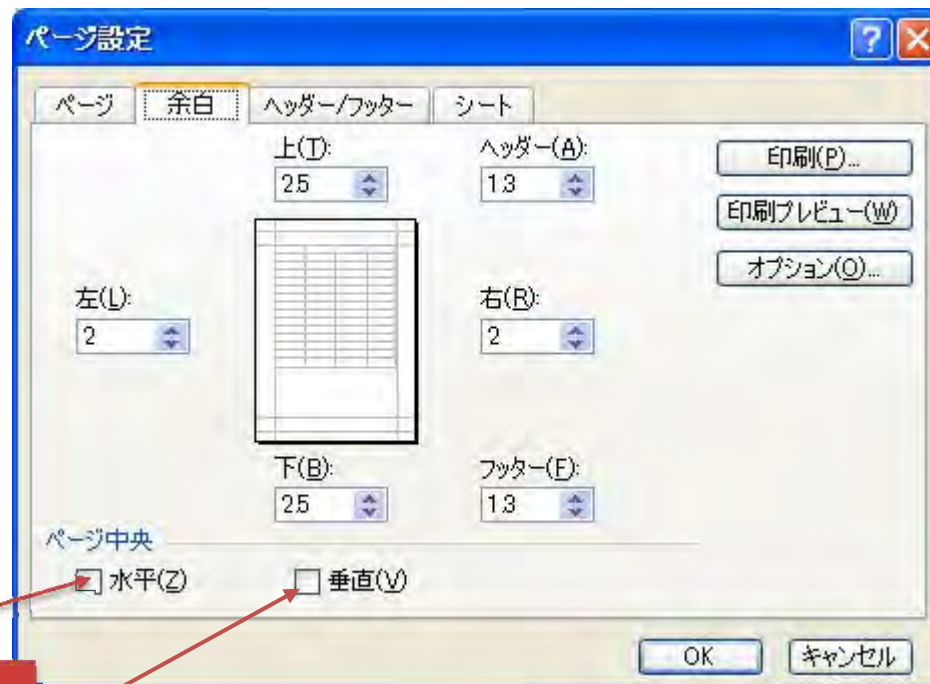 ページ設定
ページ 余白 ヘッダー/フッター シート
上(T): ヘッダー(A):
2.5 1.3
印刷(P)...
印刷プレビュー(W)
オプション(O)...
左(L): 右(R):
2 2
下(B): フッター(F):
2.5 1.3
ページ中央
水平(Z) 垂直(V)
OK キャンセル